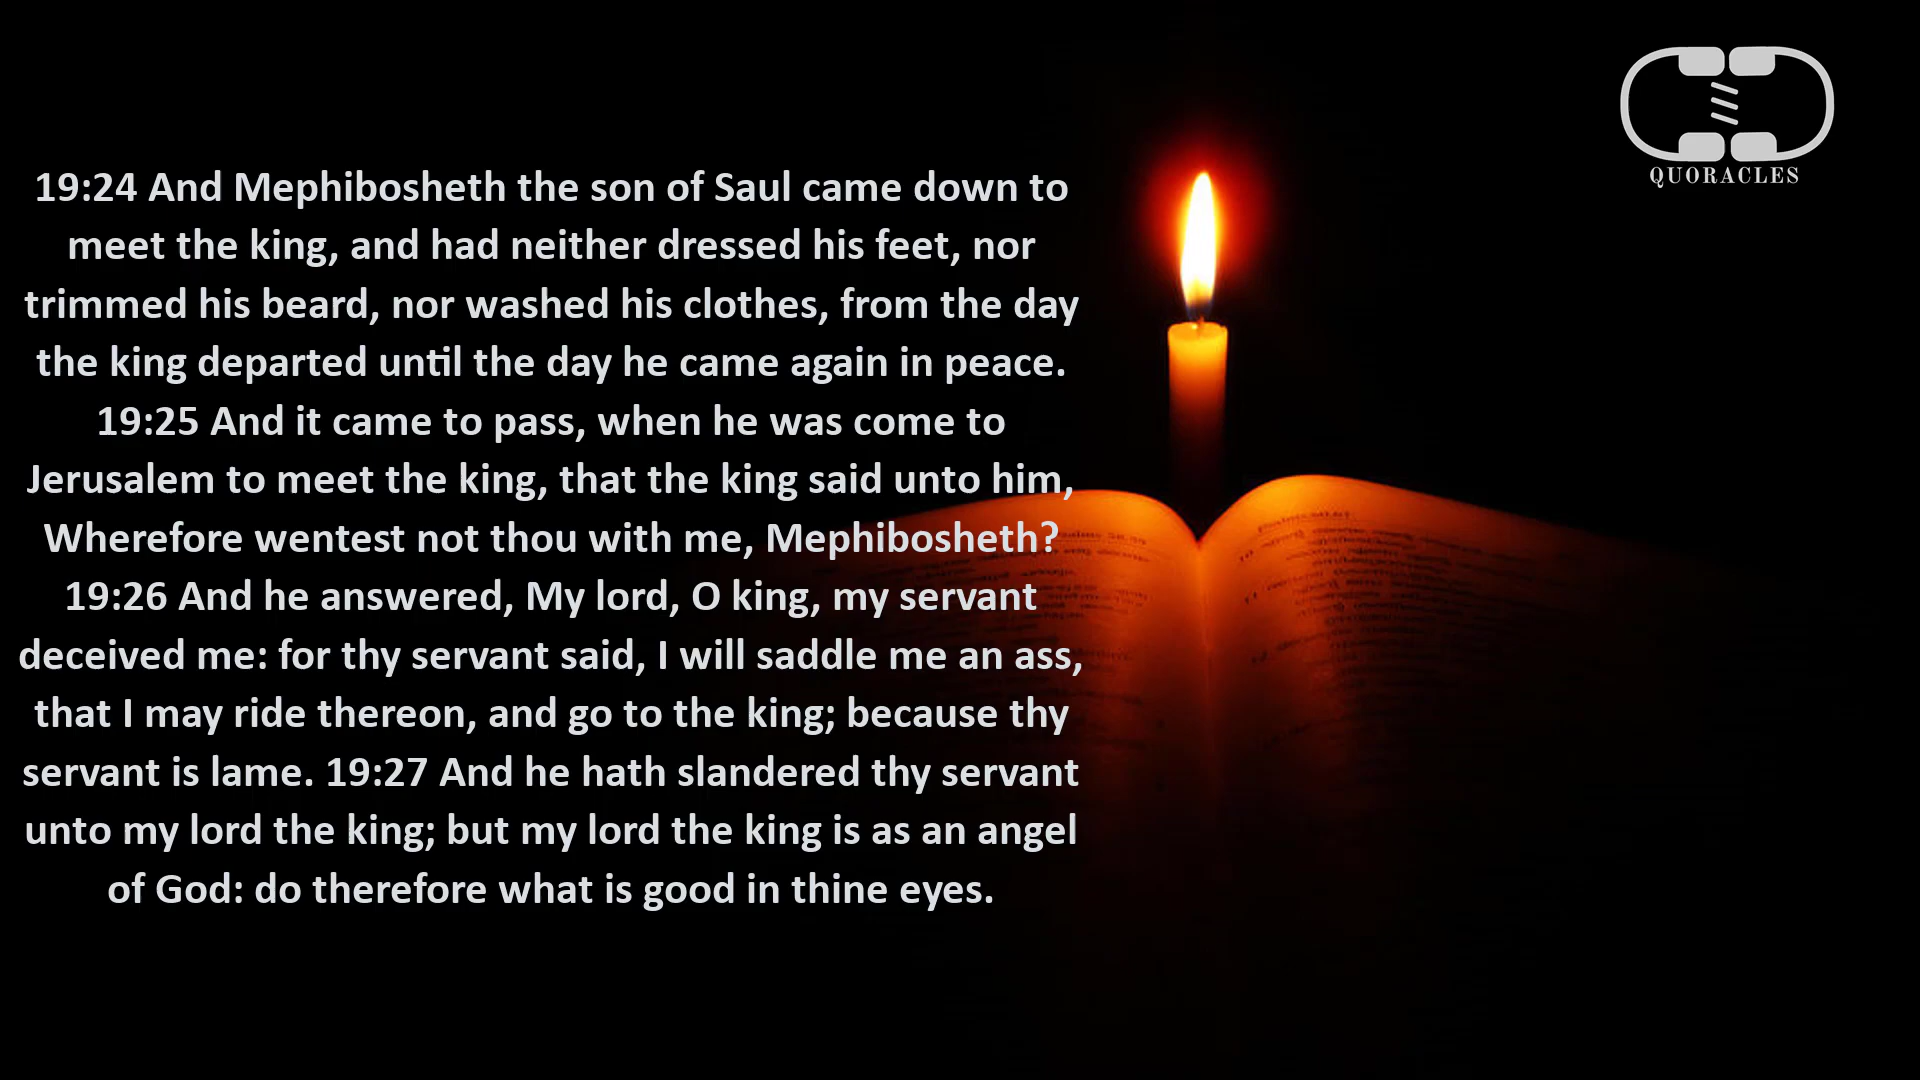 19:24 And Mephibosheth the son of Saul came down to
meet the king, and had neither dressed his feet, nor
trimmed his beard, nor washed his clothes, from the day
the king departed until the day he came again in peace.
19:25 And it came to pass, when he was come to
Jerusalem to meet the king, that the king said unto him,
Wherefore wentest not thou with me, Mephibosheth?
19:26 And he answered, My lord, O king, my servant
deceived me: for thy servant said, I will saddle me an ass,
that I may ride thereon, and go to the king; because thy
servant is lame. 19:27 And he hath slandered thy servant
unto my lord the king; but my lord the king is as an angel
of God: do therefore what is good in thine eyes.
QUORACLES